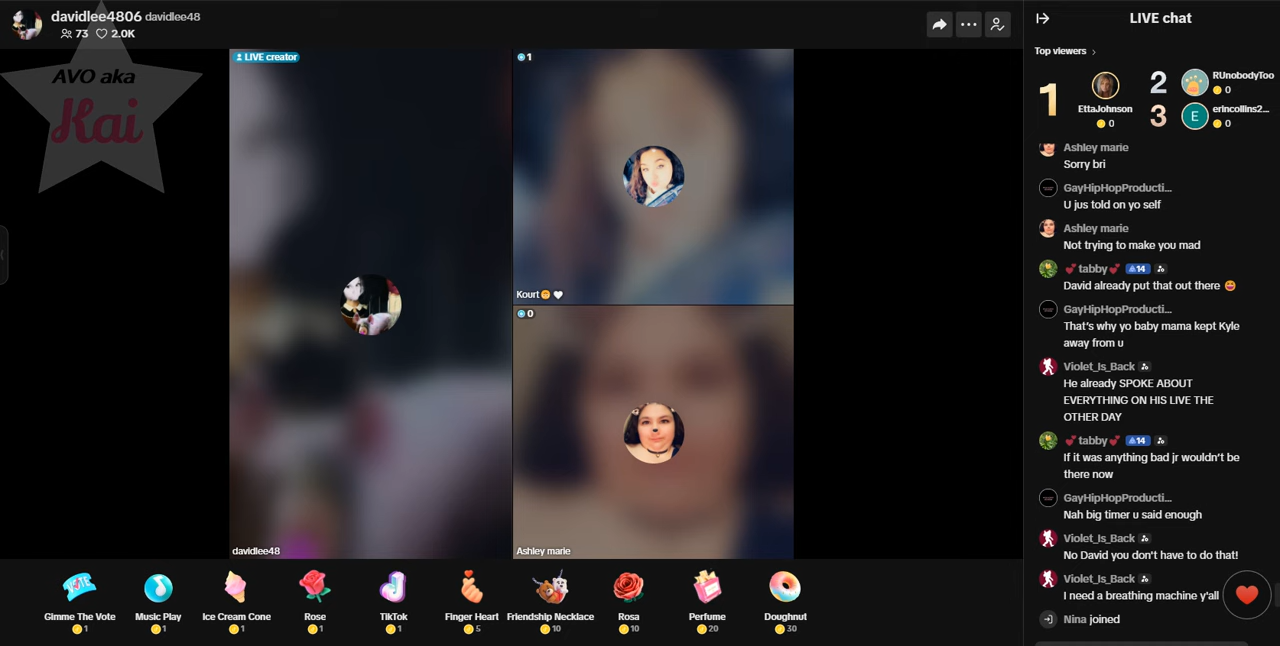 davidlee4806 davidlee48
73 2.0K
AVO aka
Kai
LIVE creator
1
Kourt
0
davidlee48
Ashley marie
Gimme The Vote
1
Music Play
1
Ice Cream Cone
1
Rose
1
TikTok
1
Finger Heart
5
Friendship Necklace
10
Rosa
10
Perfume
20
Doughnut
30
LIVE chat
Top viewers
1
EttaJohnson
0
2
RUnobodyToo
0
3
E
erincollins2...
0
Ashley marie
Sorry bri
GayHipHopProducti...
U jus told on yo self
Ashley marie
Not trying to make you mad
💕tabby💕 14
David already put that out there 🤩
GayHipHopProducti...
That's why yo baby mama kept Kyle
away from u
Violet_Is_Back
He already SPOKE ABOUT
EVERYTHING ON HIS LIVE THE
OTHER DAY
💕tabby💕 14
If it was anything bad jr wouldn't be
there now
GayHipHopProducti...
Nah big timer u said enough
Violet_Is_Back
No David you don't have to do that!
Violet_Is_Back
I need a breathing machine y'all
Nina joined